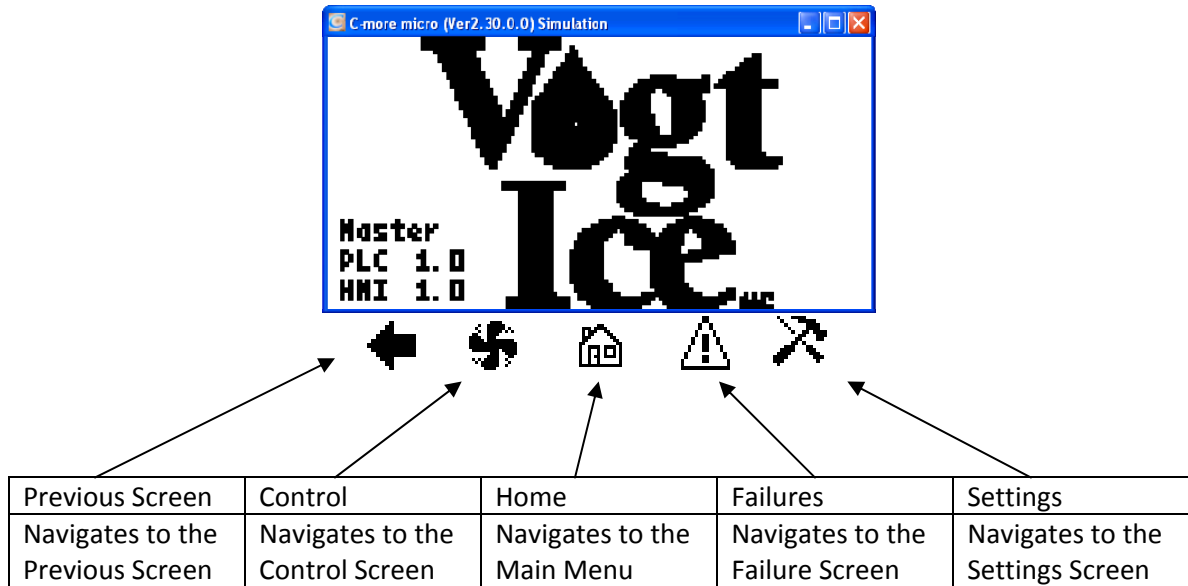 C-more micro (Ver2.30.0.0) Simulation
Vogt
Ice LLC
Master
PLC 1.0
HMI 1.0
Previous Screen Control Home Failures Settings
Navigates to the Navigates to the Navigates to the Navigates to the Navigates to the
Previous Screen Control Screen Main Menu Failure Screen Settings Screen